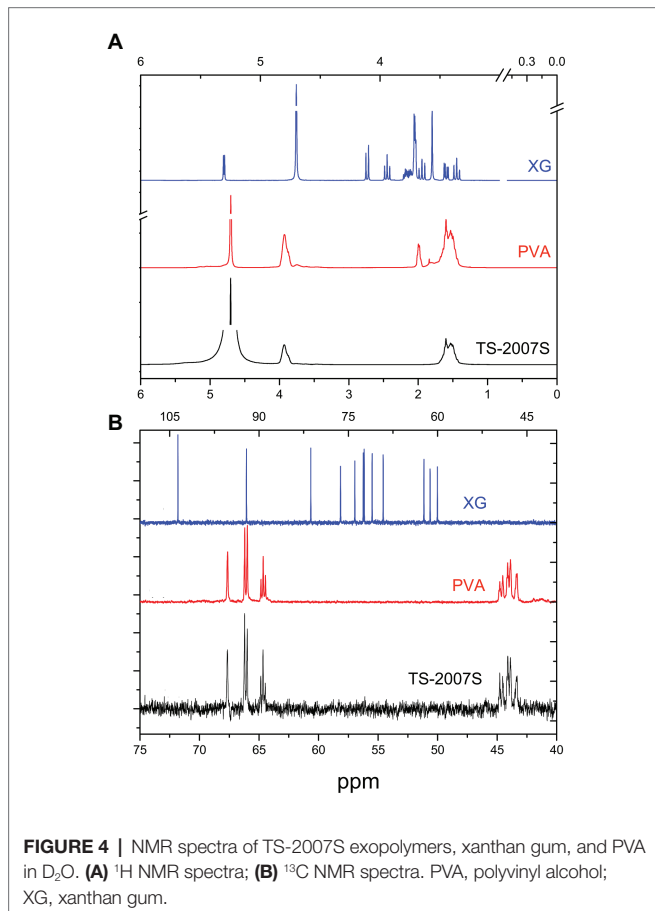 A
6 5 4 0.3 0.0
XG
PVA
TS-2007S
6 5 4 3 2 1 0
B
105 90 75 60 45
XG
PVA
TS-2007S
75 70 65 60 55 50 45 40
ppm
FIGURE 4 | NMR spectra of TS-2007S exopolymers, xanthan gum, and PVA
in D₂O. (A) ¹H NMR spectra; (B) ¹³C NMR spectra. PVA, polyvinyl alcohol;
XG, xanthan gum.